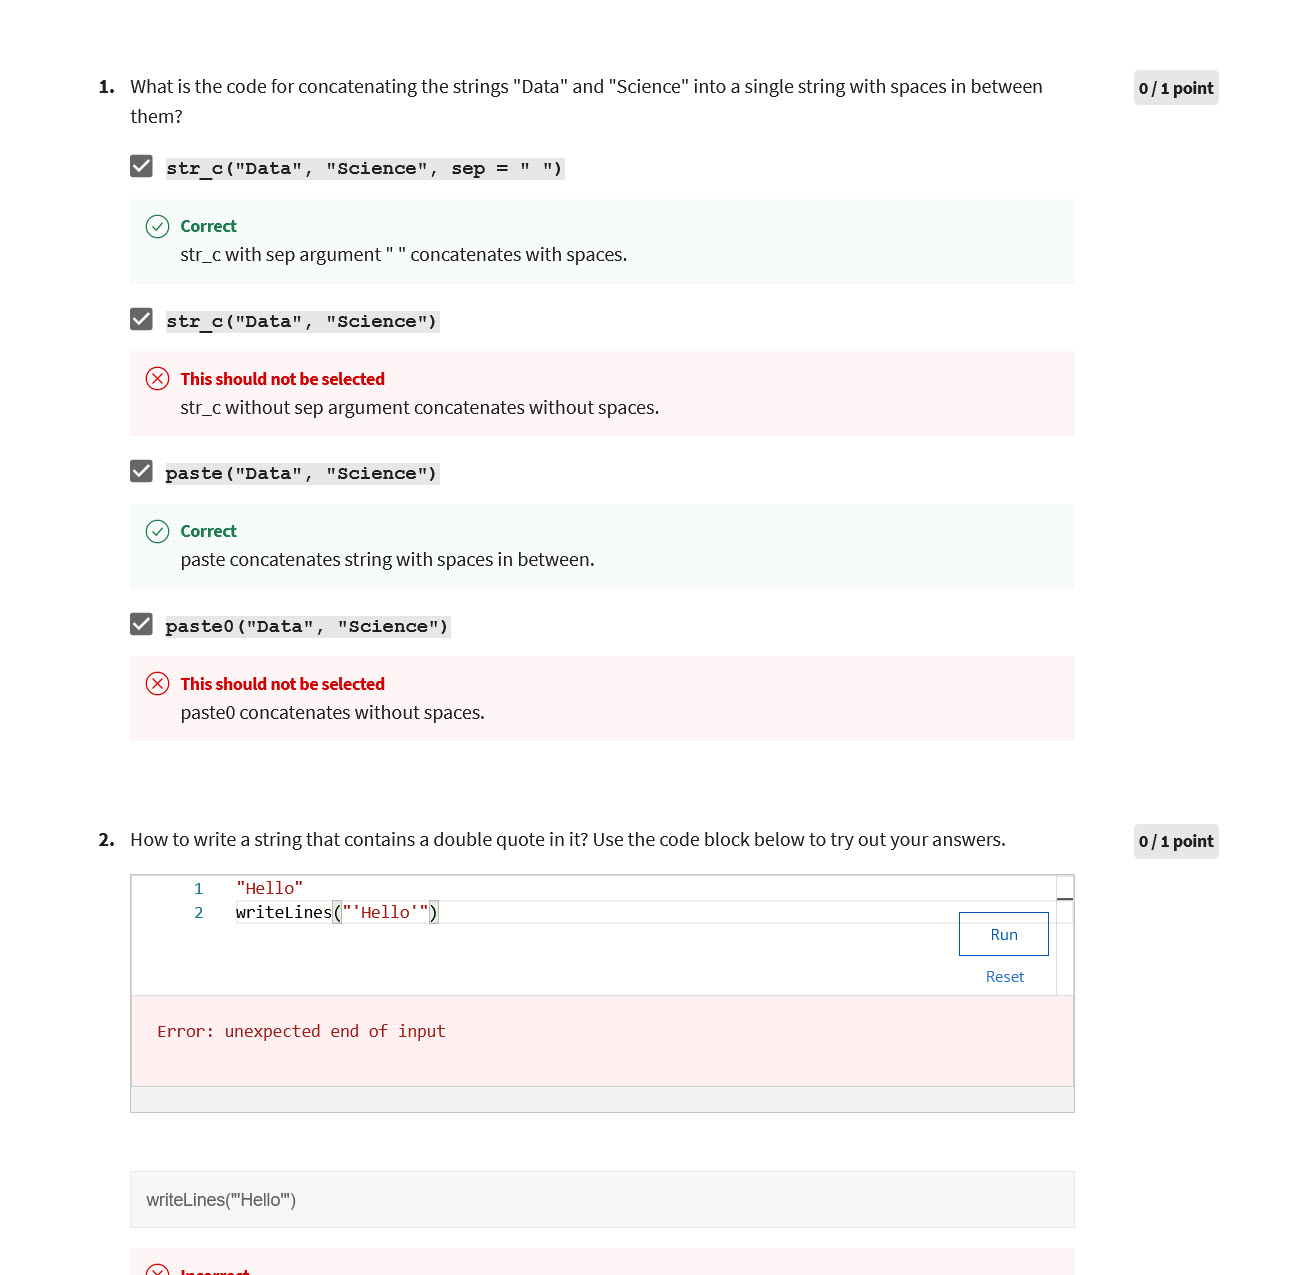 1. What is the code for concatenating the strings "Data" and "Science" into a single string with spaces in between
them?
0 / 1 point
str_c("Data", "Science", sep = " ")
Correct
str_c with sep argument " " concatenates with spaces.
str_c("Data", "Science")
This should not be selected
str_c without sep argument concatenates without spaces.
paste("Data", "Science")
Correct
paste concatenates string with spaces in between.
paste0("Data", "Science")
This should not be selected
paste0 concatenates without spaces.
2. How to write a string that contains a double quote in it? Use the code block below to try out your answers.
0 / 1 point
1 "Hello"
2 writeLines("'Hello'")
Run
Reset
Error: unexpected end of input
writeLines("'Hello'")
Incorrect